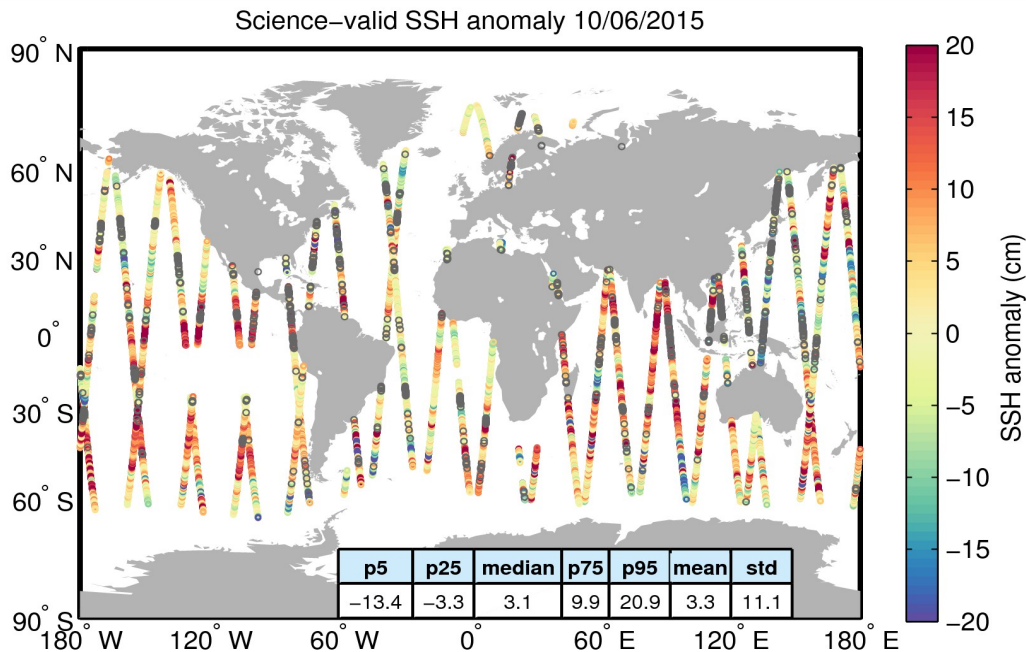 Science−valid SSH anomaly 10/06/2015
90° N
60° N
30° N
0°
30° S
60° S
90° S
180° W
120° W
60° W
0°
60° E
120° E
180° E
p5 p25 median p75 p95 mean std
−13.4 −3.3 3.1 9.9 20.9 3.3 11.1
20
15
10
5
0
−5
−10
−15
−20
SSH anomaly (cm)